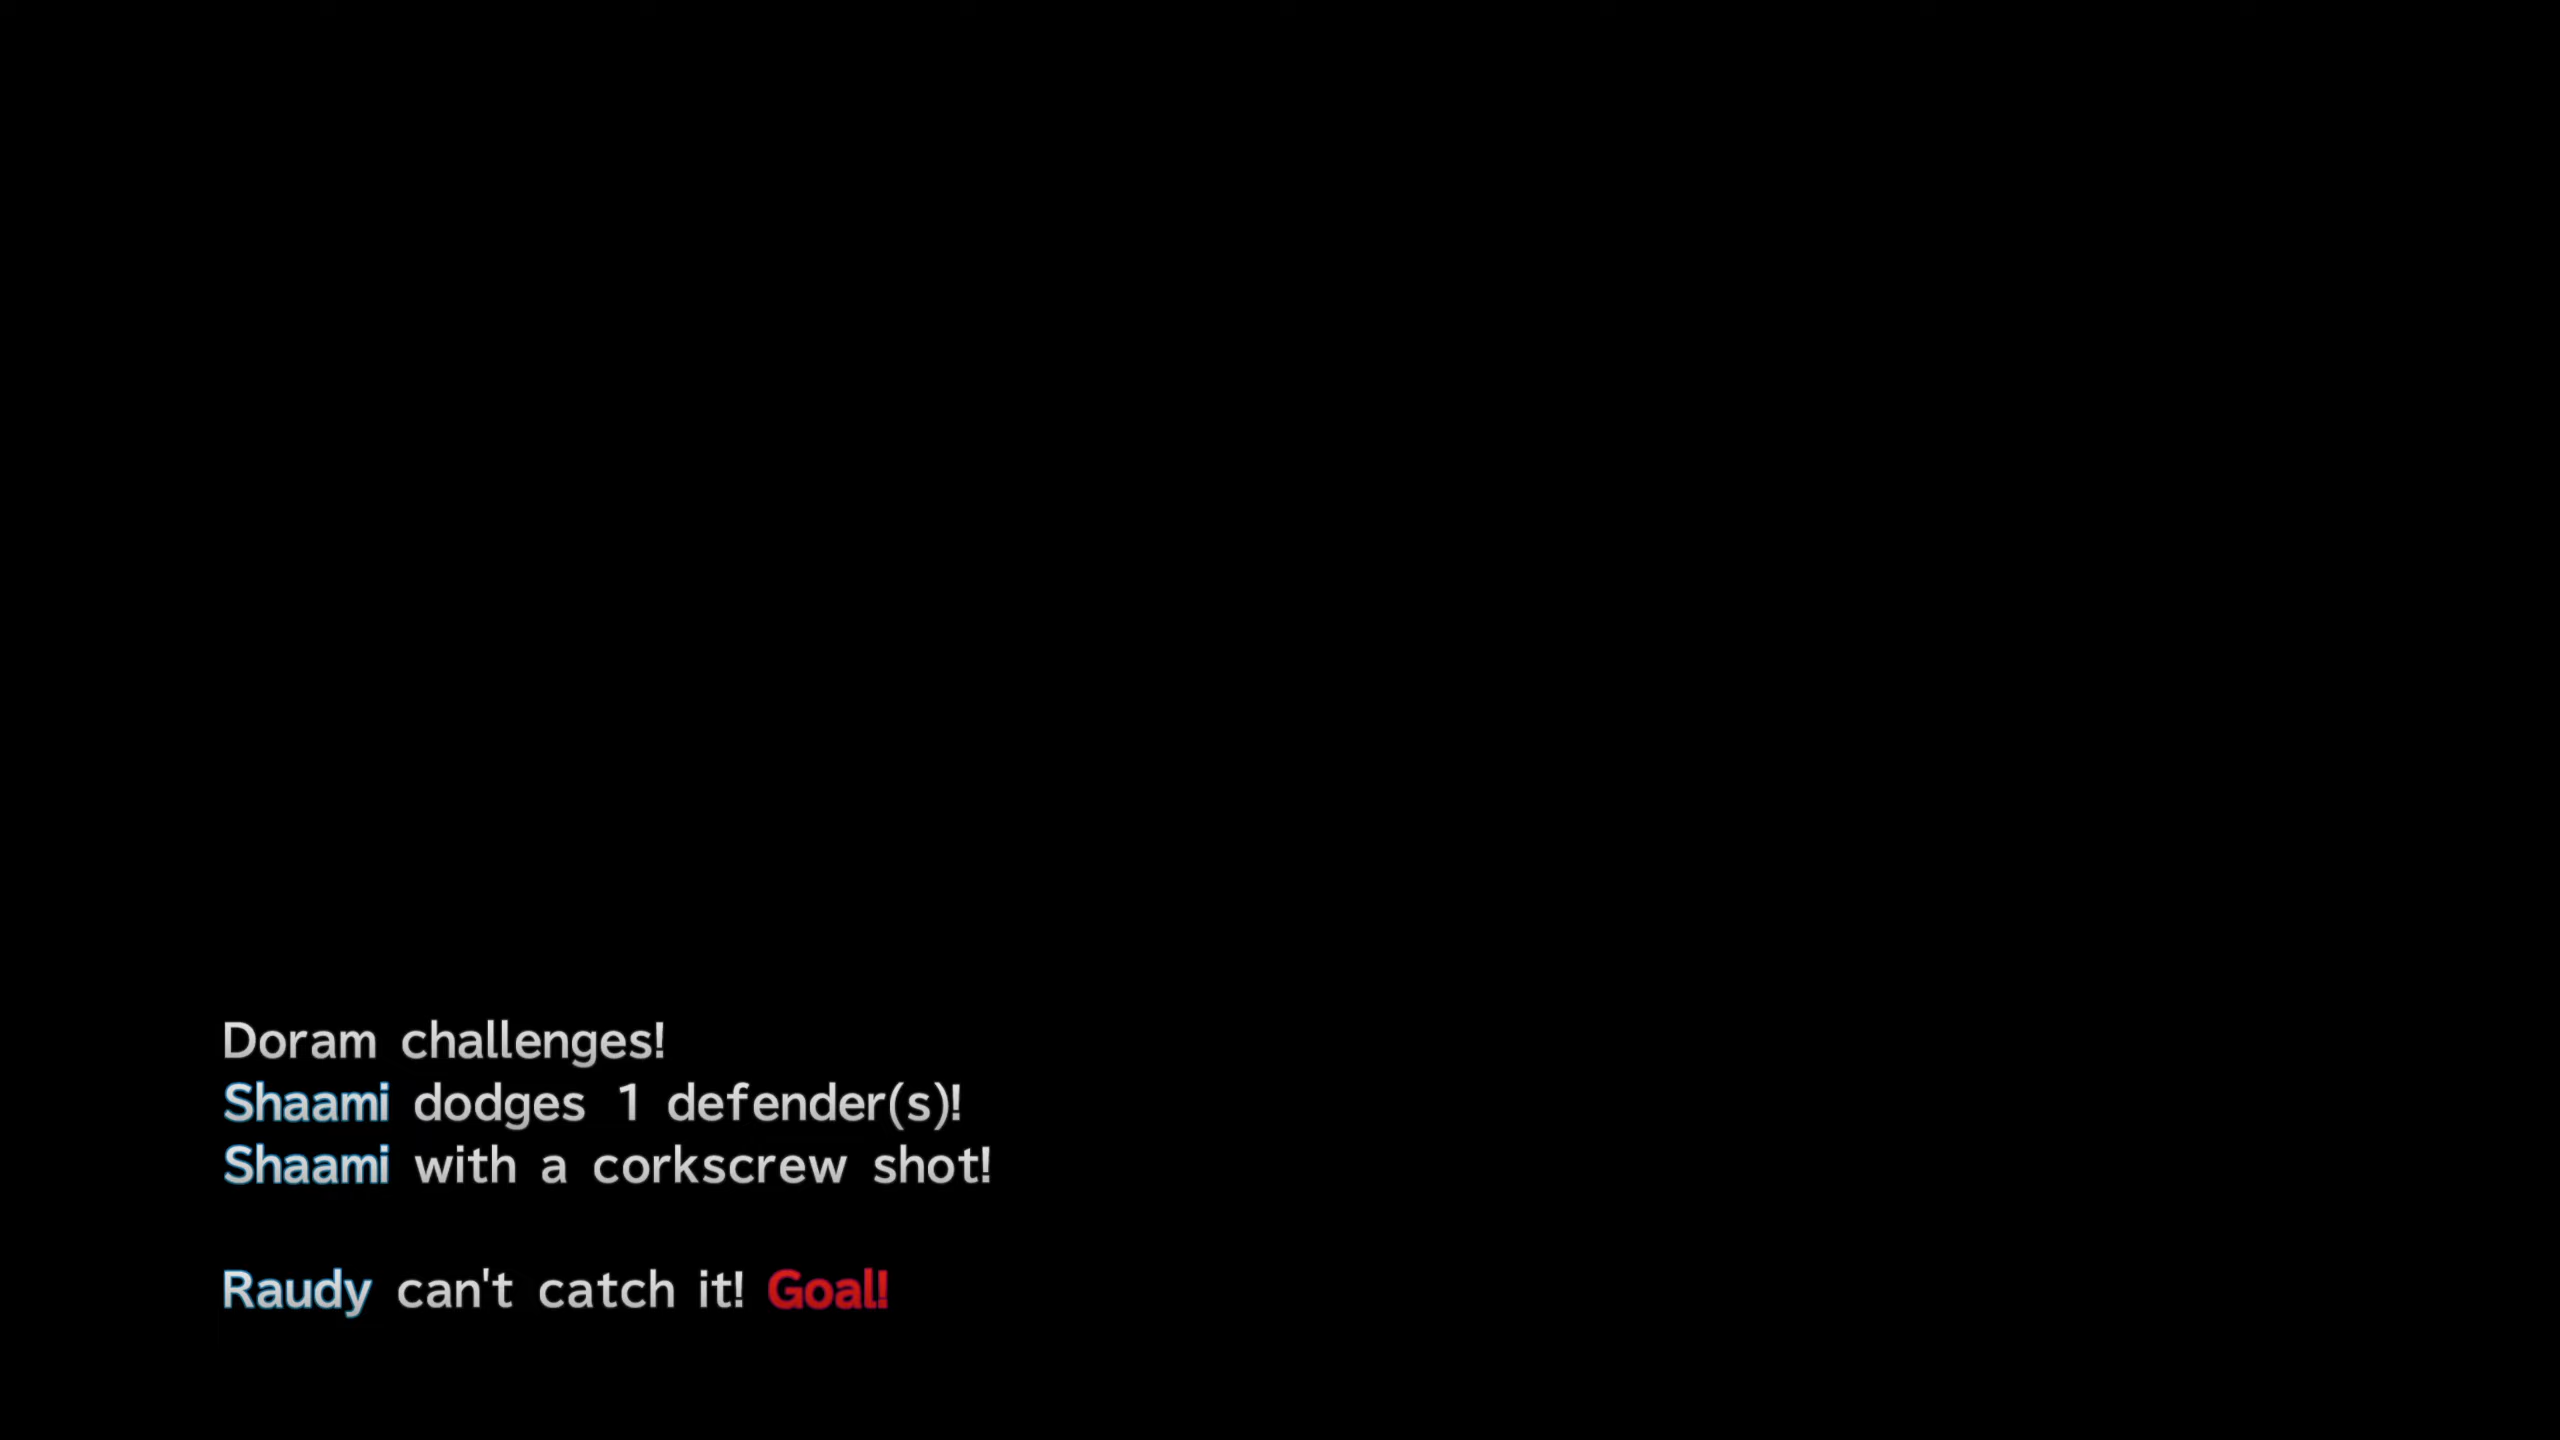 Doram challenges!
Shaami dodges 1 defender(s)!
Shaami with a corkscrew shot!
Raudy can't catch it! Goal!